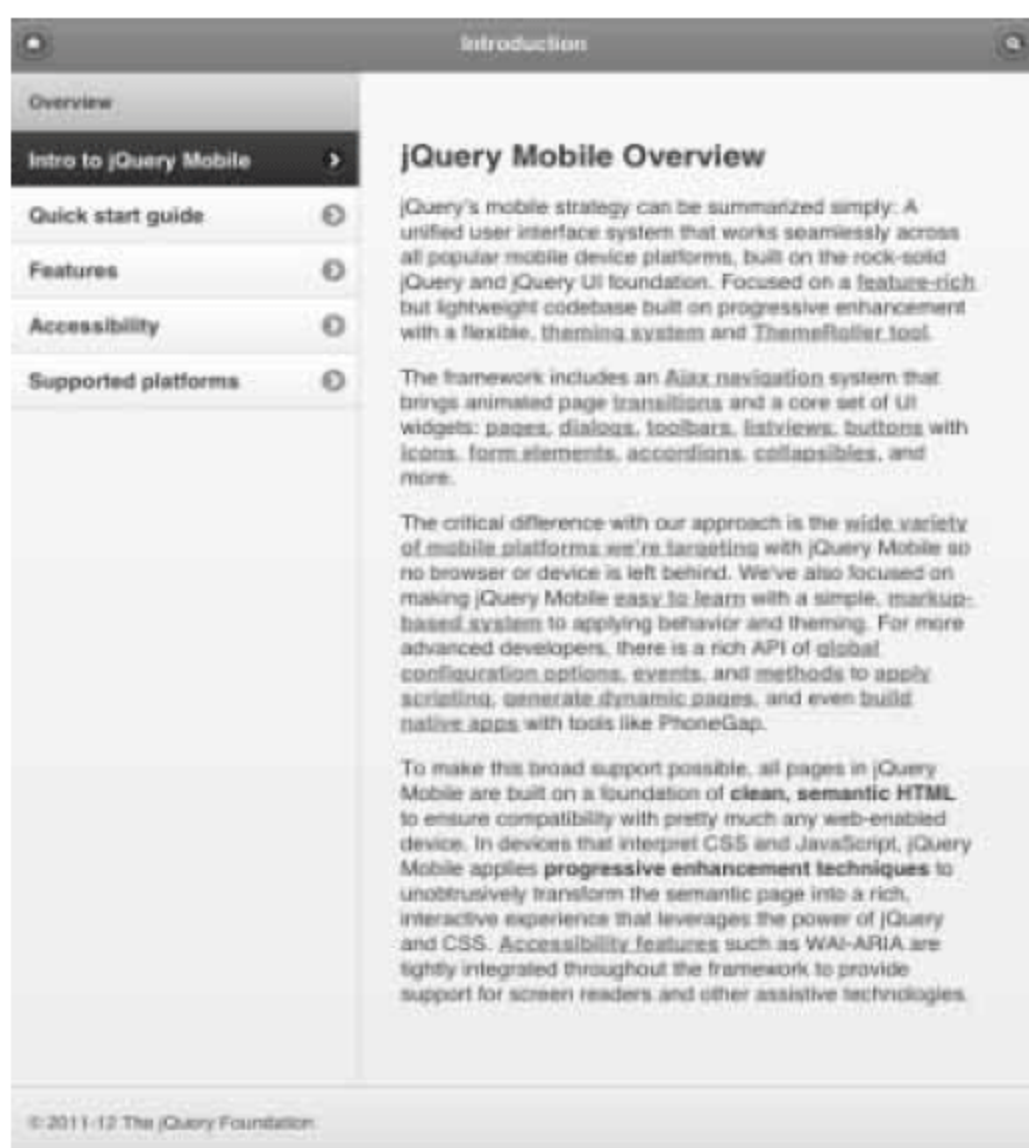 Introduction
Overview
Intro to jQuery Mobile
Quick start guide
Features
Accessibility
Supported platforms
jQuery Mobile Overview
jQuery's mobile strategy can be summarized simply: A
unified user interface system that works seamlessly across
all popular mobile device platforms, built on the rock-solid
jQuery and jQuery UI foundation. Focused on a feature-rich
but lightweight codebase built on progressive enhancement
with a flexible, theming system and ThemeRoller tool.
The framework includes an Ajax navigation system that
brings animated page transitions and a core set of UI
widgets: pages, dialogs, toolbars, listviews, buttons with
icons, form elements, accordions, collapsibles, and
more.
The critical difference with our approach is the wide variety
of mobile platforms we're targeting with jQuery Mobile so
no browser or device is left behind. We've also focused on
making jQuery Mobile easy to learn with a simple, markup-
based system to applying behavior and theming. For more
advanced developers, there is a rich API of global
configuration options, events, and methods to apply
scripting, generate dynamic pages, and even build
native apps with tools like PhoneGap.
To make this broad support possible, all pages in jQuery
Mobile are built on a foundation of clean, semantic HTML
to ensure compatibility with pretty much any web-enabled
device. In devices that interpret CSS and JavaScript, jQuery
Mobile applies progressive enhancement techniques to
unobtrusively transform the semantic page into a rich,
interactive experience that leverages the power of jQuery
and CSS. Accessibility features such as WAI-ARIA are
tightly integrated throughout the framework to provide
support for screen readers and other assistive technologies.
© 2011-12 The jQuery Foundation